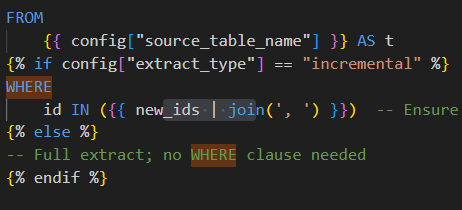 FROM
{{ config["source_table_name"] }} AS t
{% if config["extract_type"] == "incremental" %}
WHERE
id IN ({{ new_ids | join(', ') }})  -- Ensure
{% else %}
-- Full extract; no WHERE clause needed
{% endif %}